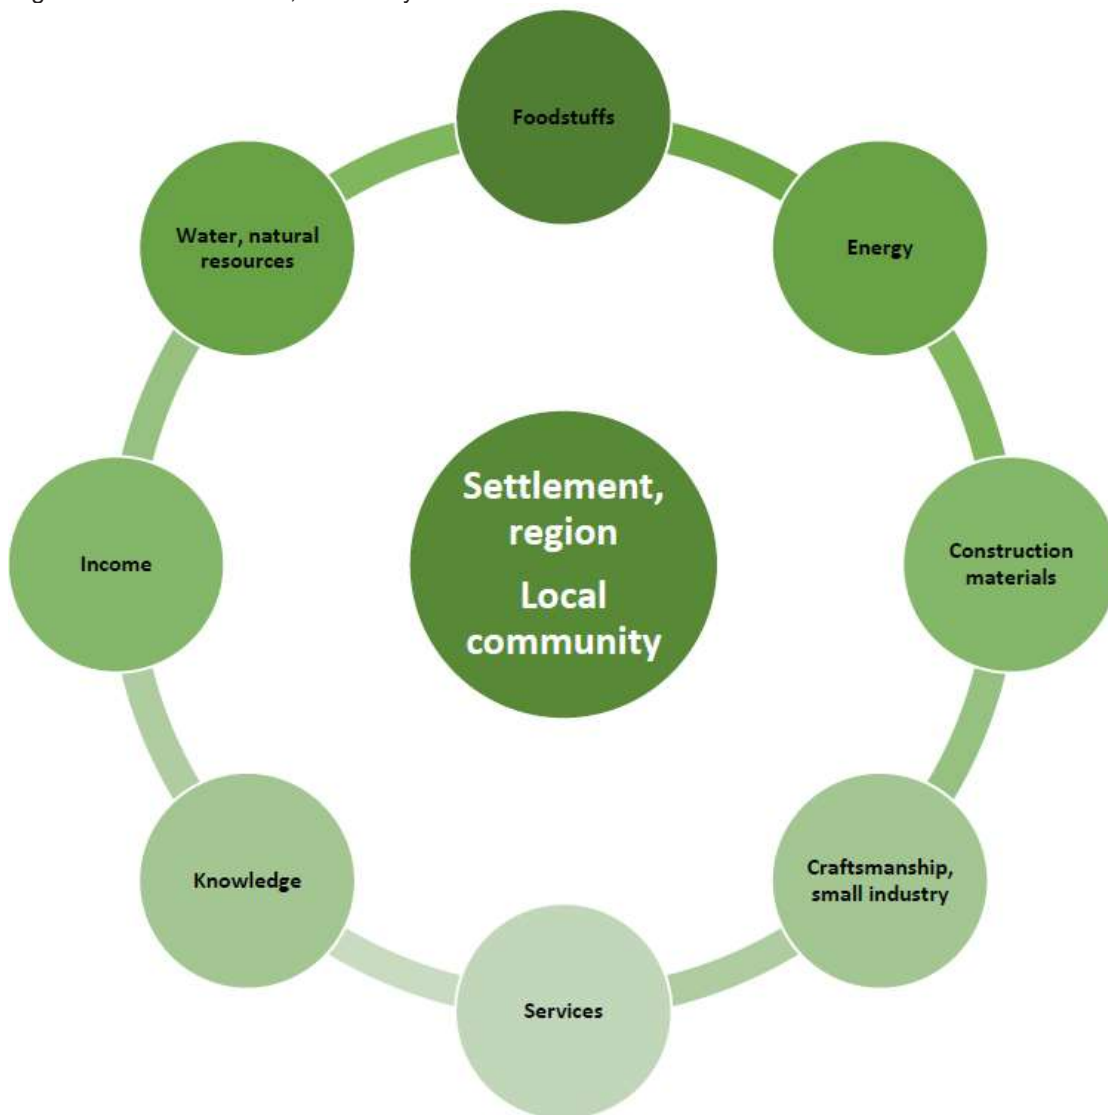 Foodstuffs
Water, natural
resources
Energy
Settlement,
region
Local
community
Income
Construction
materials
Knowledge
Craftsmanship,
small industry
Services